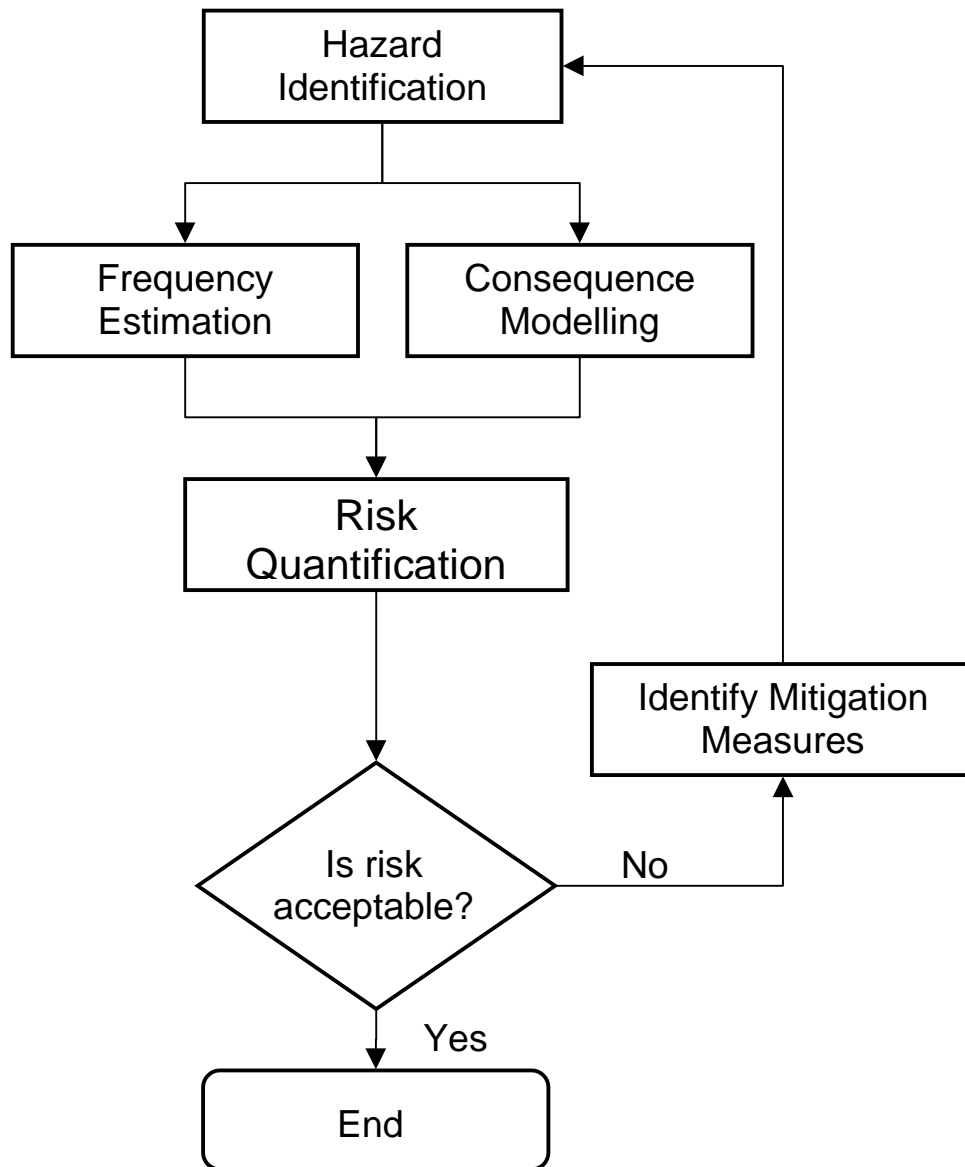 Hazard
Identification
Frequency
Estimation
Consequence
Modelling
Risk
Quantification
Identify Mitigation
Measures
Is risk
acceptable?
No
Yes
End